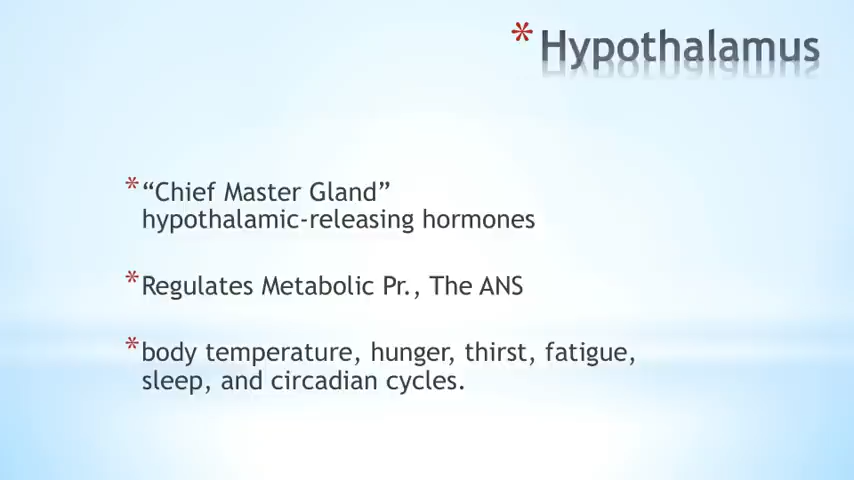 * Hypothalamus
* “Chief Master Gland”
hypothalamic-releasing hormones
* Regulates Metabolic Pr., The ANS
* body temperature, hunger, thirst, fatigue,
sleep, and circadian cycles.